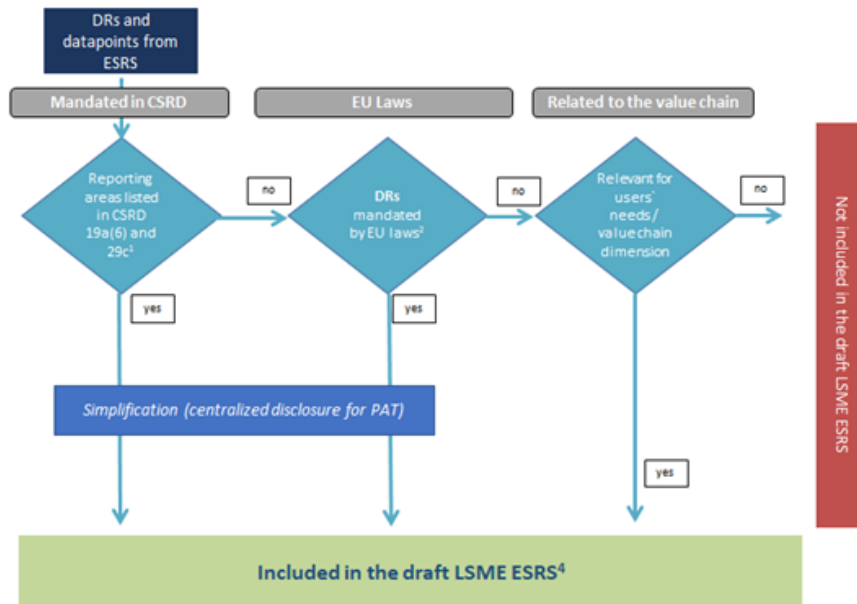 DRs and
datapoints from
ESRS
Mandated in CSRD
EU Laws
Related to the value chain
Reporting
areas listed
in CSRD
19a(6) and
29c¹
no
DRs
mandated
by EU laws²
no
Relevant for
users'
needs/
value chain
dimension
no
yes
yes
Simplification (centralized disclosure for PAT)
yes
Not included in the draft LSME ESRS
Included in the draft LSME ESRS⁴